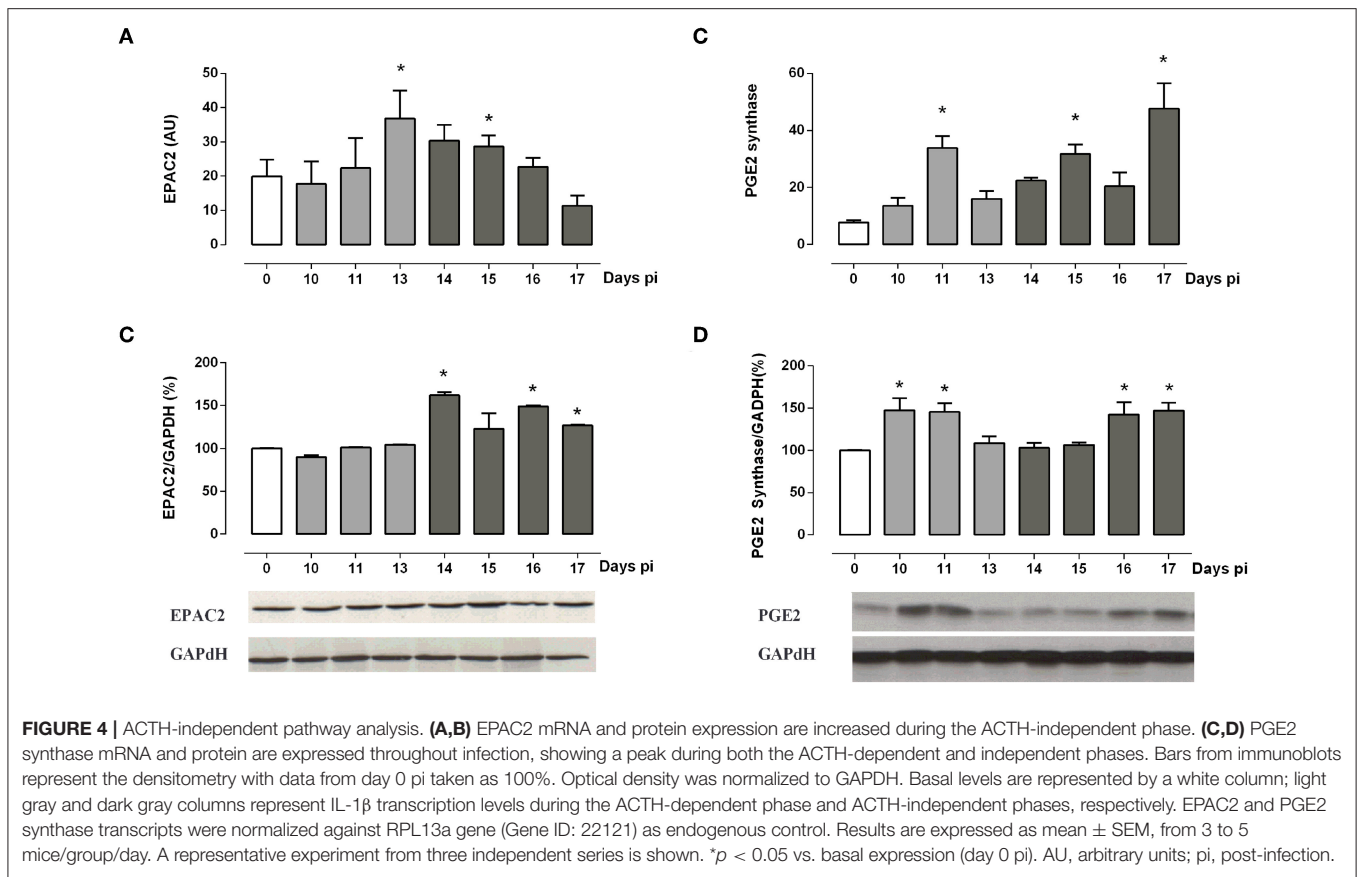 A
EPAC2 (AU)
50
40
30
20
10
0
*
*
0 10 11 13 14 15 16 17 Days pi
C
PGE2 synthase
60
40
20
0
*
*
*
0 10 11 13 14 15 16 17 Days pi
C
EPAC2/GAPDH (%)
200
150
100
50
0
*
*
*
0 10 11 13 14 15 16 17 Days pi
EPAC2
GAPdH
D
PGE2 Synthase/GADPH(%)
200
150
100
50
0
*
*
*
*
0 10 11 13 14 15 16 17 Days pi
PGE2
GAPdH
FIGURE 4 | ACTH-independent pathway analysis. (A,B) EPAC2 mRNA and protein expression are increased during the ACTH-independent phase. (C,D) PGE2
synthase mRNA and protein are expressed throughout infection, showing a peak during both the ACTH-dependent and independent phases. Bars from immunoblots
represent the densitometry with data from day 0 pi taken as 100%. Optical density was normalized to GAPDH. Basal levels are represented by a white column; light
gray and dark gray columns represent IL-1β transcription levels during the ACTH-dependent phase and ACTH-independent phases, respectively. EPAC2 and PGE2
synthase transcripts were normalized against RPL13a gene (Gene ID: 22121) as endogenous control. Results are expressed as mean ± SEM, from 3 to 5
mice/group/day. A representative experiment from three independent series is shown. *p < 0.05 vs. basal expression (day 0 pi). AU, arbitrary units; pi, post-infection.